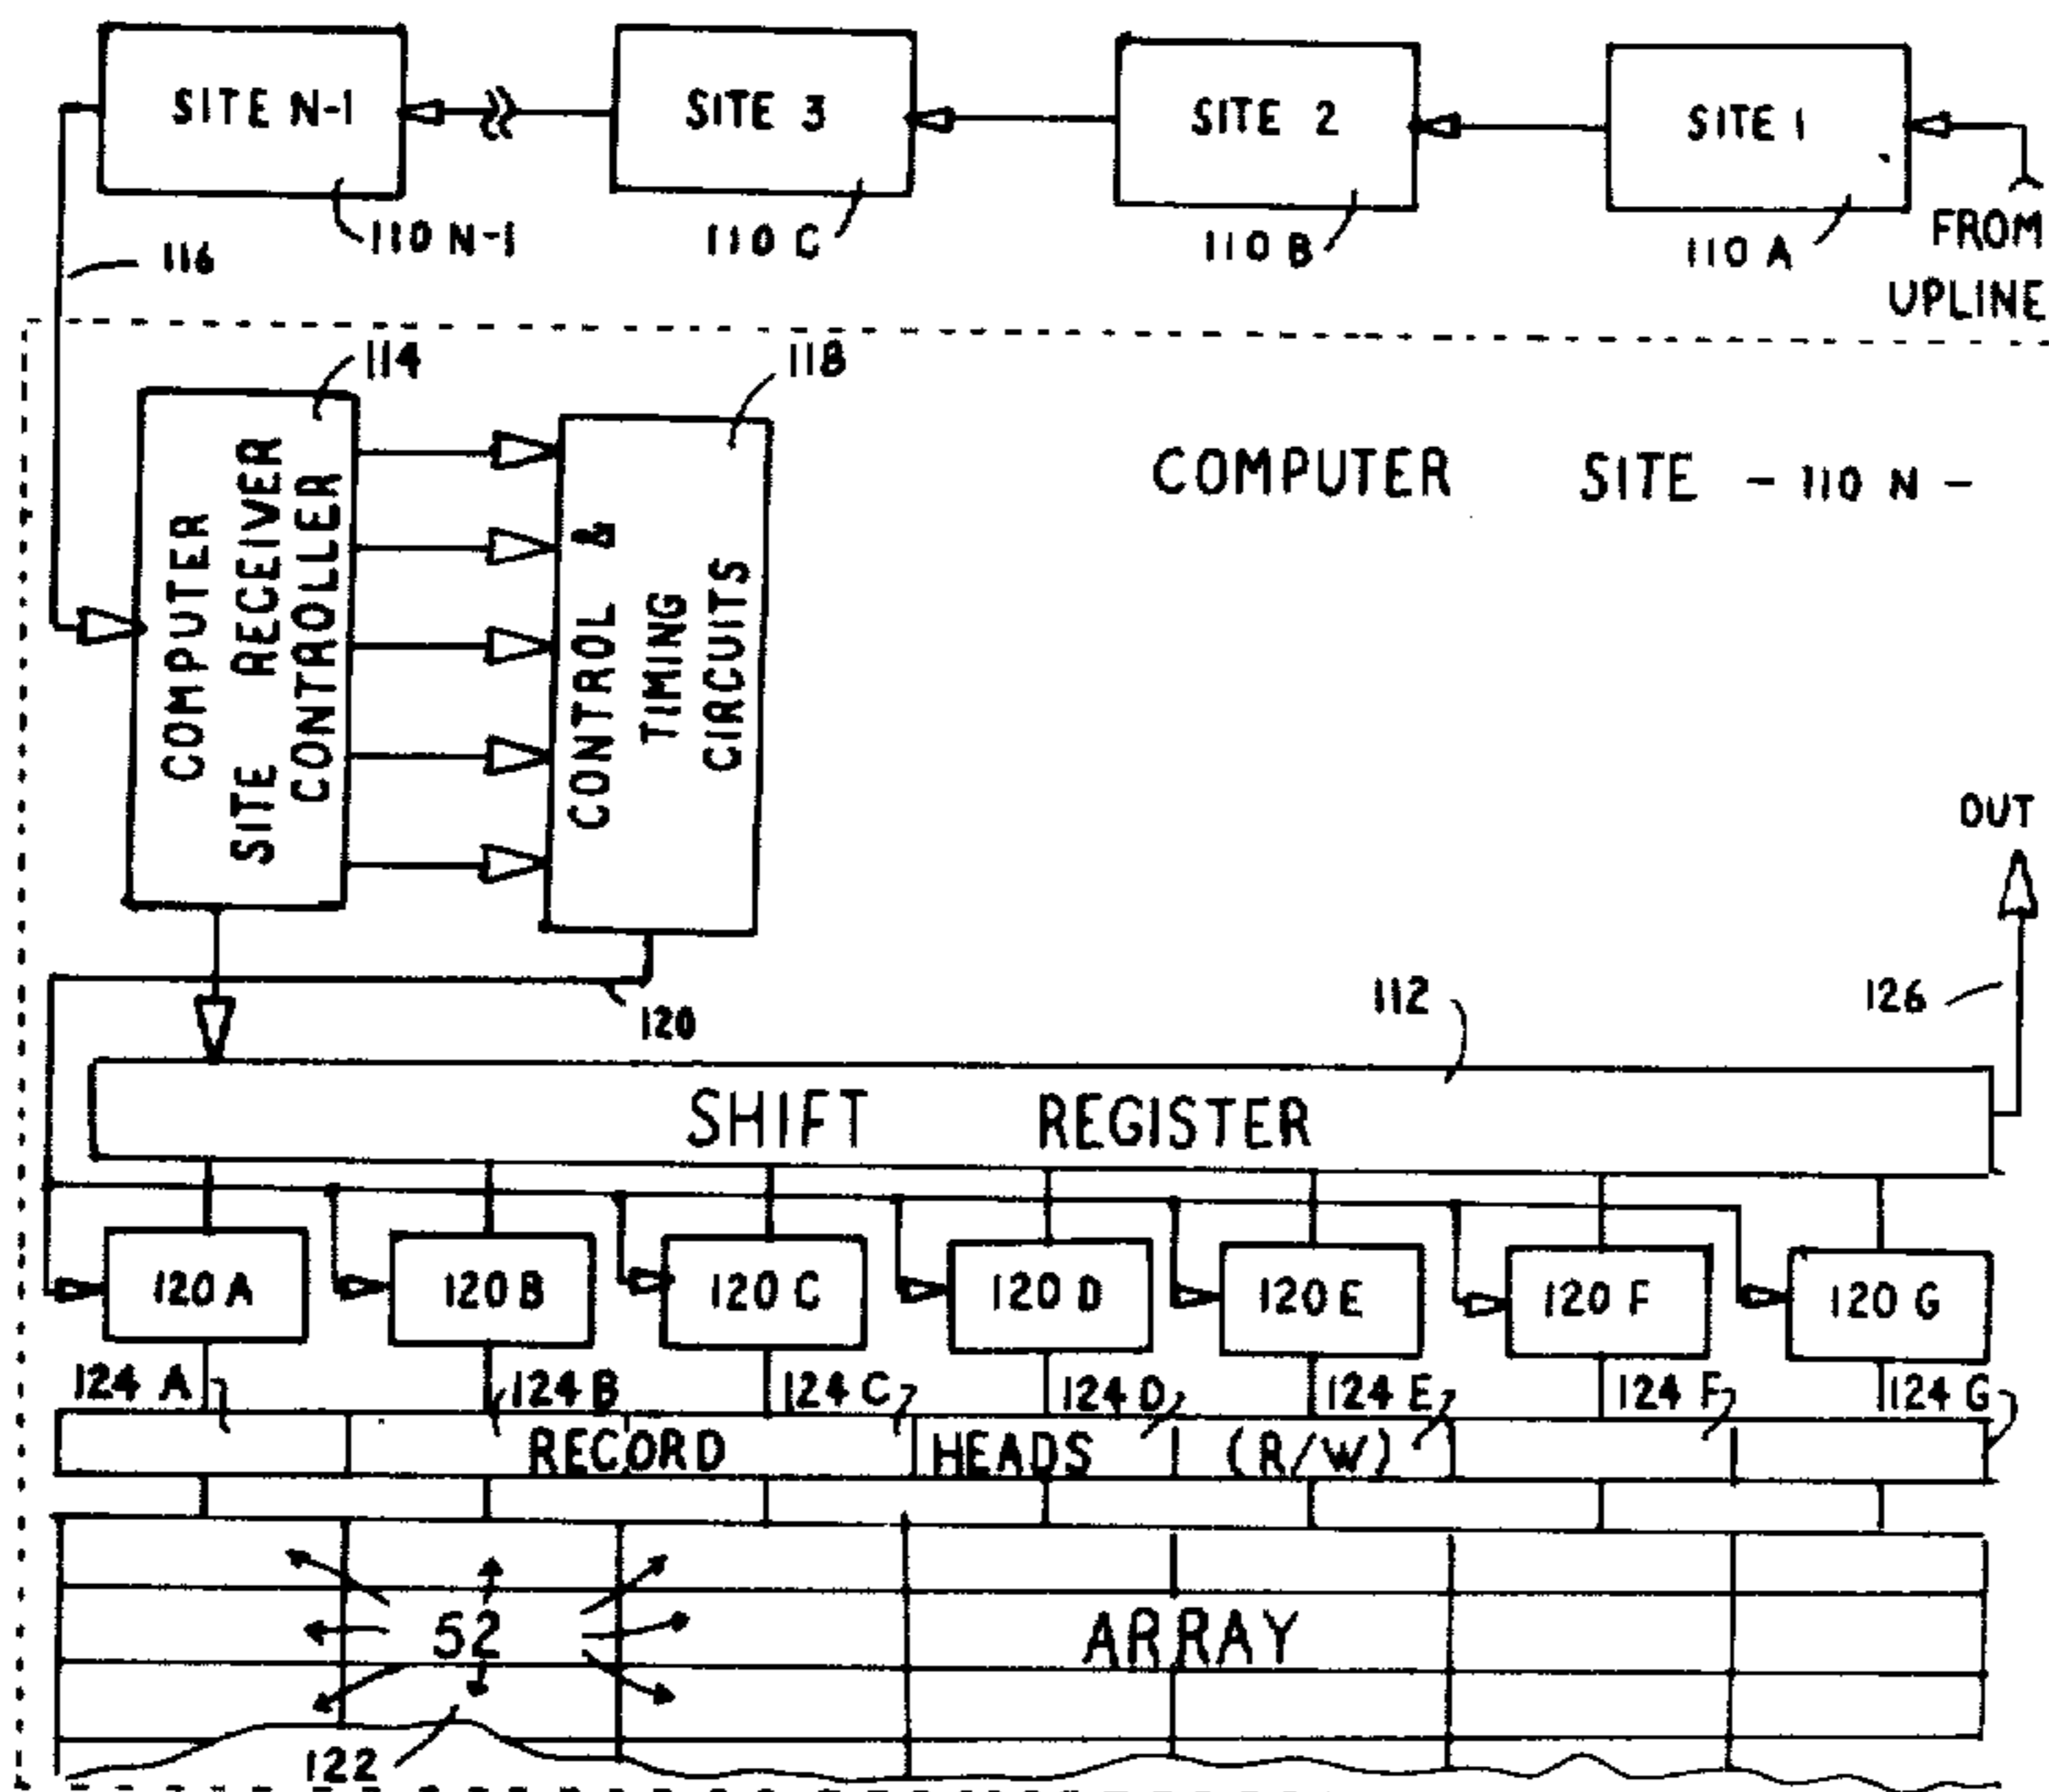 SITE N-1
SITE 3
SITE 2
SITE 1
110 N-1
110 C
110 B
110 A
FROM
UPLINE
116
114
118
COMPUTER
SITE RECEIVER
CONTROLLER
CONTROL &
TIMING
CIRCUITS
COMPUTER SITE - 110 N -
OUT
120
112
126
SHIFT REGISTER
120 A
120 B
120 C
120 D
120 E
120 F
120 G
124 A
124 B
124 C
124 D
124 E
124 F
124 G
RECORD HEADS (R/W)
52
ARRAY
122